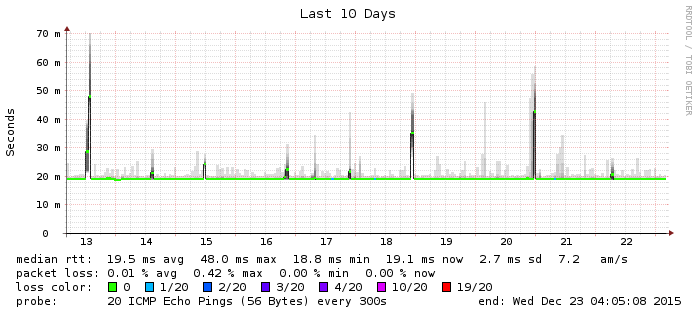 Last 10 Days
RRDTOOL / TOBI OETIKER
Seconds
70 m
60 m
50 m
40 m
30 m
20 m
10 m
0
13 14 15 16 17 18 19 20 21 22
median rtt: 19.5 ms avg 48.0 ms max 18.8 ms min 19.1 ms now 2.7 ms sd 7.2 am/s
packet loss: 0.01 % avg 0.42 % max 0.00 % min 0.00 % now
loss color: 0 1/20 2/20 3/20 4/20 10/20 19/20
probe: 20 ICMP Echo Pings (56 Bytes) every 300s end: Wed Dec 23 04:05:08 2015